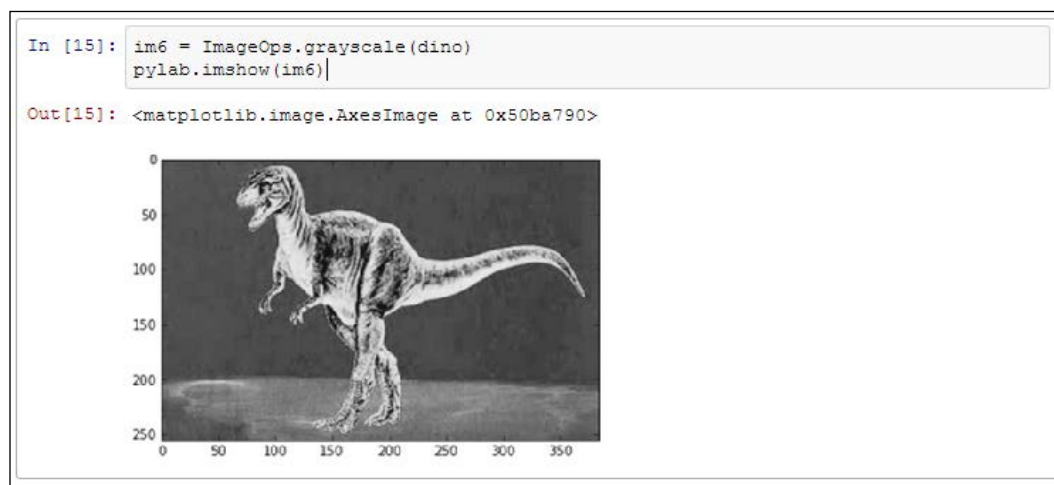 In [15]: im6 = ImageOps.grayscale(dino)
pylab.imshow(im6)
Out[15]: <matplotlib.image.AxesImage at 0x50ba790>
0
50
100
150
200
250
0 50 100 150 200 250 300 350